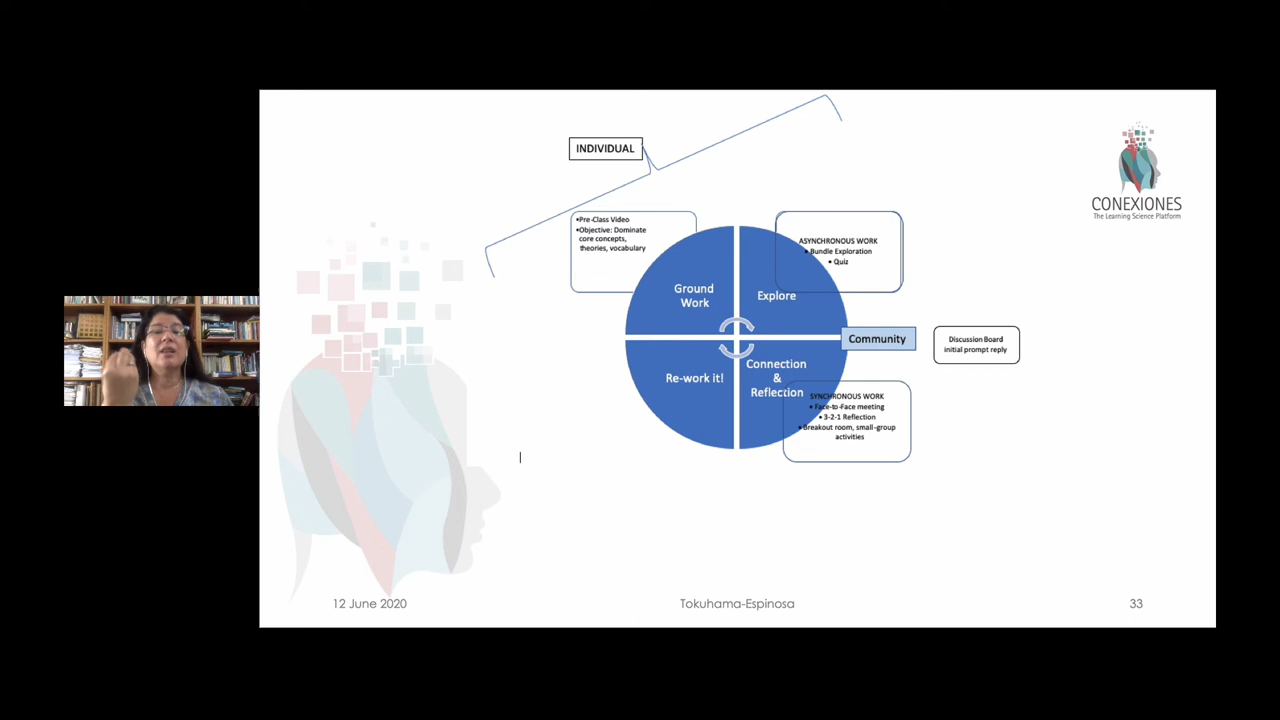 INDIVIDUAL
CONEXIONES
The Learning Science Platform
•Pre-Class Video
•Objective: Dominate
core concepts,
theories, vocabulary
ASYNCHRONOUS WORK
• Bundle Exploration
• Quiz
Ground
Work
Explore
Community
Discussion Board
initial prompt reply
Re-work it!
Connection
&
Reflection
SYNCHRONOUS WORK
• Face-to-Face meeting
• 3-2-1 Reflection
• Breakout room, small-group
activities
12 June 2020
Tokuhama-Espinosa
33